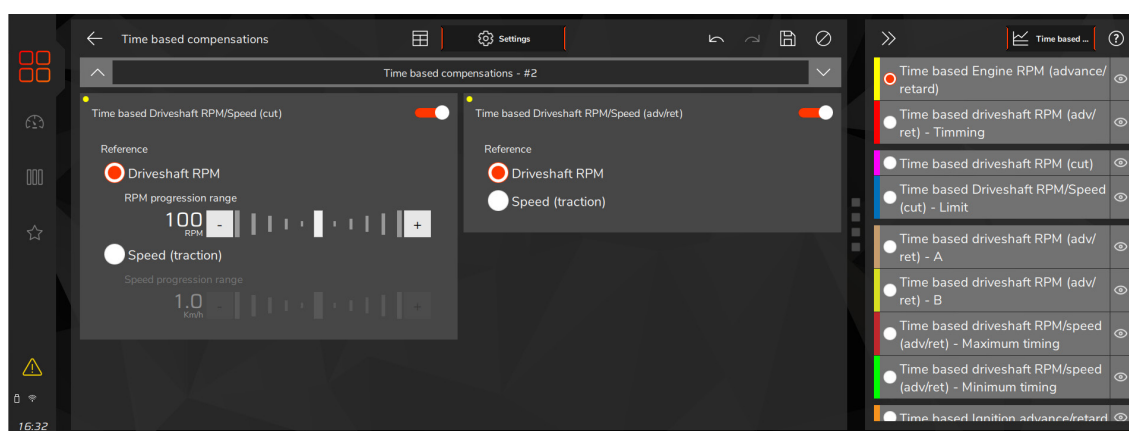 Time based compensations
Settings
Time based compensations - #2
Time based Driveshaft RPM/Speed (cut)
Reference
Driveshaft RPM
RPM progression range
100
RPM
-
+
Speed (traction)
Speed progression range
1.0
Km/h
-
+
Time based Driveshaft RPM/Speed (adv/ret)
Reference
Driveshaft RPM
Speed (traction)
Time based ...
?
Time based Engine RPM (advance/
retard)
Time based driveshaft RPM (adv/
ret) - Timming
Time based driveshaft RPM (cut)
Time based Driveshaft RPM/Speed
(cut) - Limit
Time based driveshaft RPM (adv/
ret) - A
Time based driveshaft RPM (adv/
ret) - B
Time based driveshaft RPM/speed
(adv/ret) - Maximum timing
Time based driveshaft RPM/speed
(adv/ret) - Minimum timing
Time based Ignition advance/retard
16:32